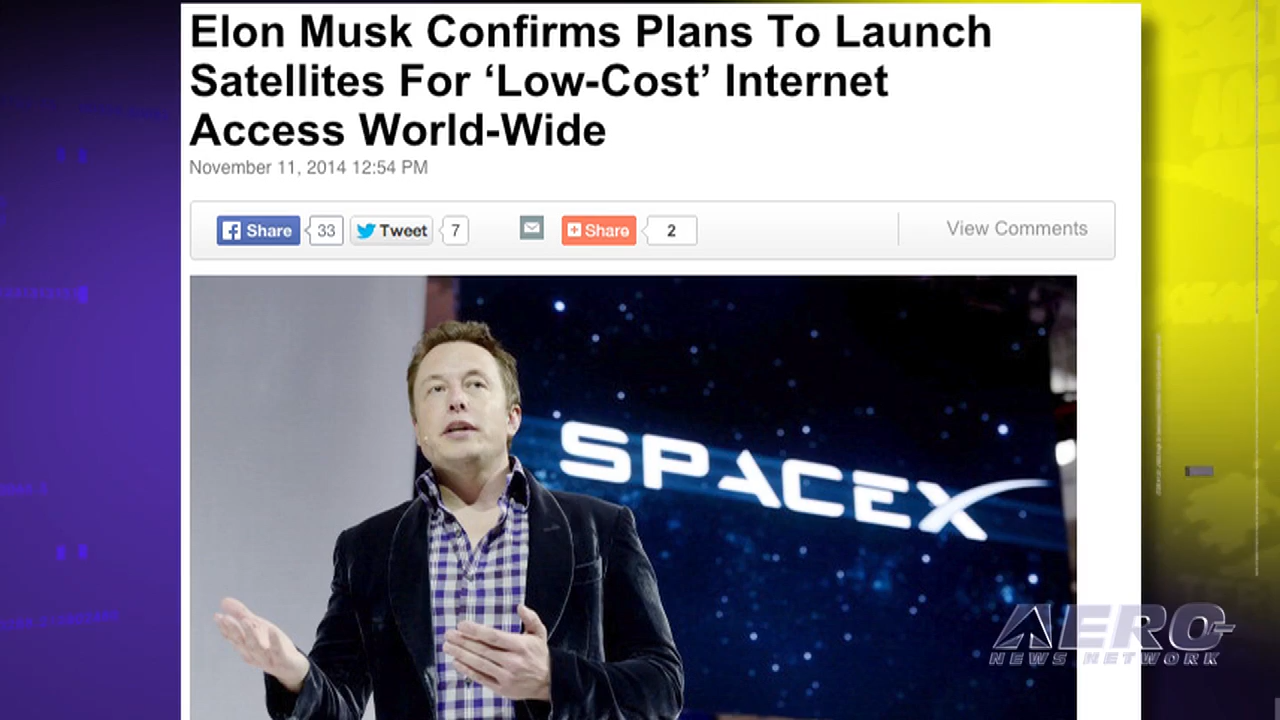 Elon Musk Confirms Plans To Launch
Satellites For ‘Low-Cost’ Internet
Access World-Wide
November 11, 2014 12:54 PM
Share 33 Tweet 7 Share 2 View Comments
SPACEX
AERO
NEWS NETWORK